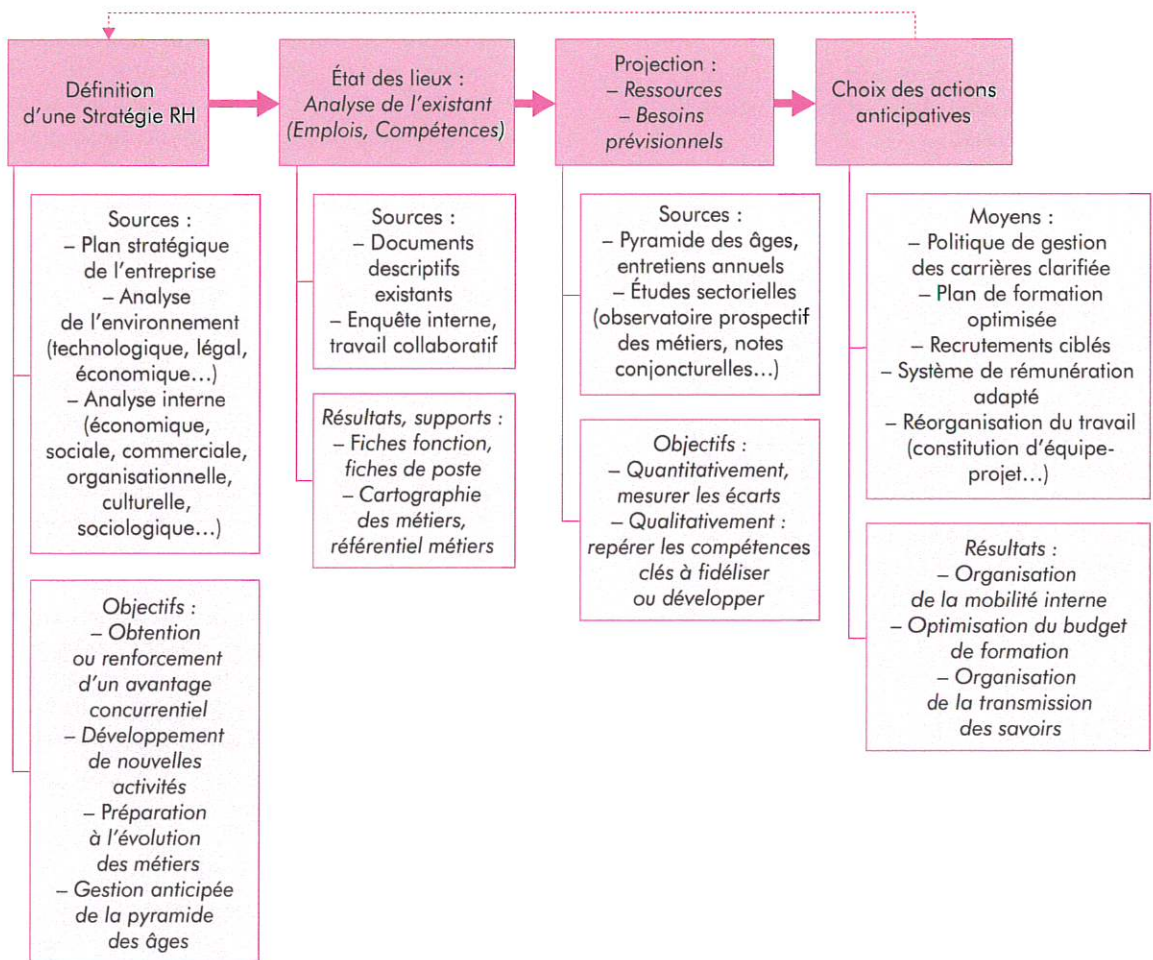 Définition
d'une Stratégie RH
État des lieux :
Analyse de l'existant
(Emplois, Compétences)
Projection :
– Ressources
– Besoins
prévisionnels
Choix des actions
anticipatives
Sources :
– Plan stratégique
de l'entreprise
– Analyse
de l'environnement
(technologique, légal,
économique...)
– Analyse interne
(économique,
sociale, commerciale,
organisationnelle,
culturelle,
sociologique...)
Objectifs :
– Obtention
ou renforcement
d'un avantage
concurrentiel
– Développement
de nouvelles
activités
– Préparation
à l'évolution
des métiers
– Gestion anticipée
de la pyramide
des âges
Sources :
– Documents
descriptifs
existants
– Enquête interne,
travail collaboratif
Résultats, supports :
– Fiches fonction,
fiches de poste
– Cartographie
des métiers,
référentiel métiers
Sources :
– Pyramide des âges,
entretiens annuels
– Études sectorielles
(observatoire prospectif
des métiers, notes
conjoncturelles...)
Objectifs :
– Quantitativement,
mesurer les écarts
– Qualitativement :
repérer les compétences
clés à fidéliser
ou développer
Moyens :
– Politique de gestion
des carrières clarifiée
– Plan de formation
optimisée
– Recrutements ciblés
– Système de rémunération
adapté
– Réorganisation du travail
(constitution d'équipe-
projet...)
Résultats :
– Organisation
de la mobilité interne
– Optimisation du budget
de formation
– Organisation
de la transmission
des savoirs